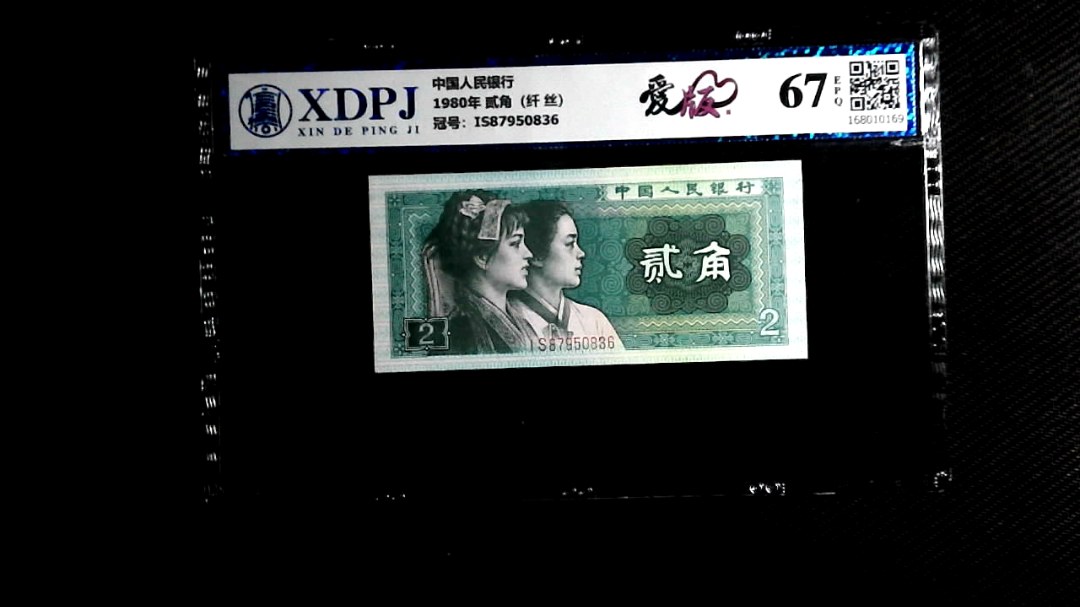 XDPJ
XIN DE PING JI
中国人民银行
1980年 贰角（纤 丝）
冠号：IS87950836
爱版
67
EPQ
168010169
中国人民银行
贰角
2
2
IS87950836